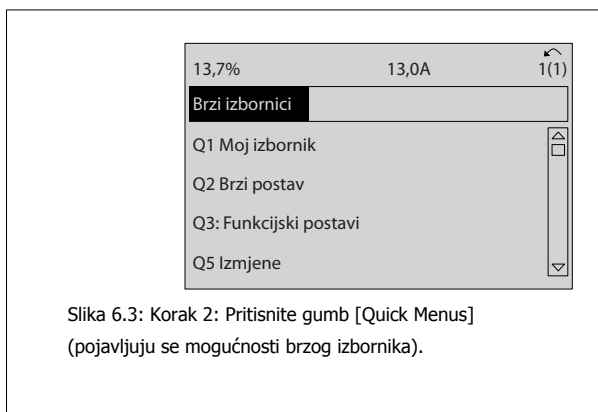 13,7% 13,0A 1(1)
Brzi izbornici
Q1 Moj izbornik
Q2 Brzi postav
Q3: Funkcijski postavi
Q5 Izmjene
Slika 6.3: Korak 2: Pritisnite gumb [Quick Menus]
(pojavljuju se mogućnosti brzog izbornika).